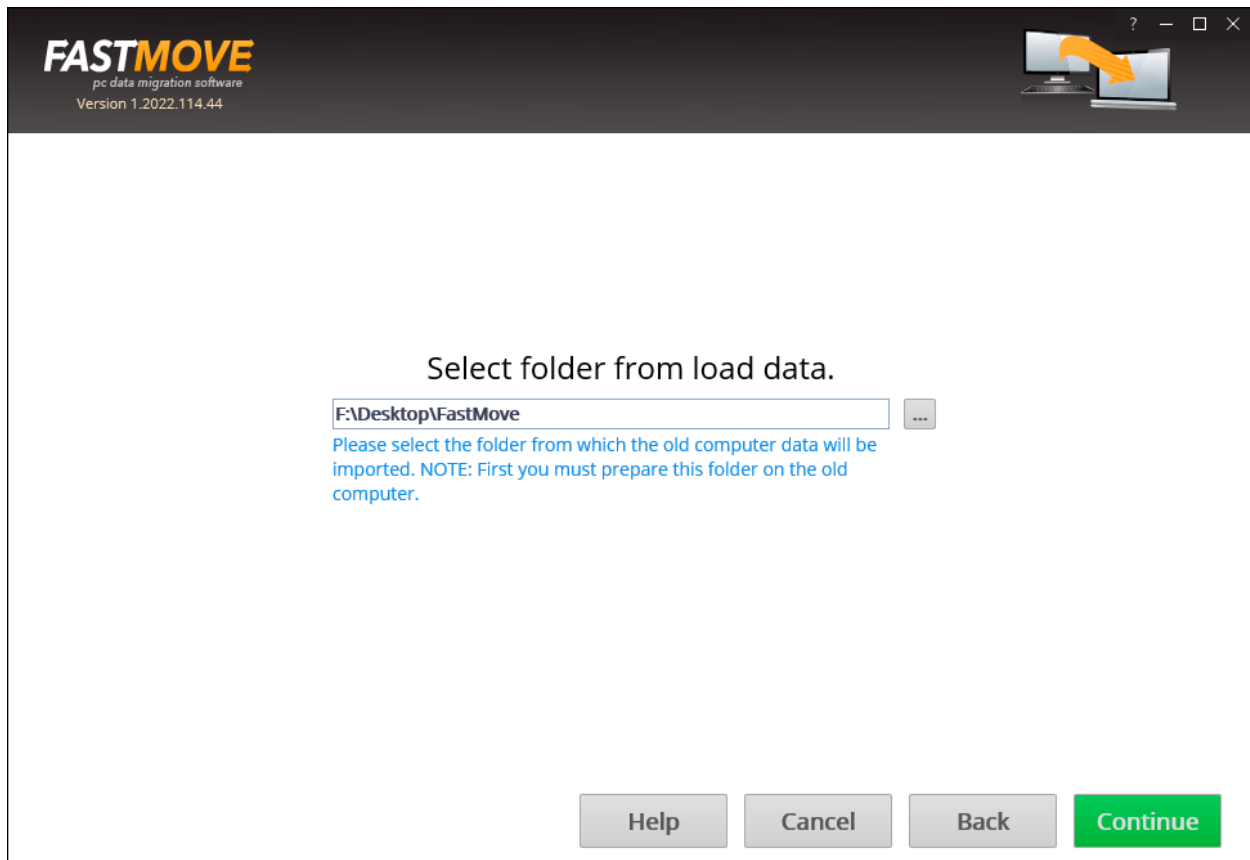 FASTMOVE
pc data migration software
Version 1.2022.114.44
?
Select folder from load data.
F:\Desktop\FastMove
...
Please select the folder from which the old computer data will be
imported. NOTE: First you must prepare this folder on the old
computer.
Help Cancel Back Continue